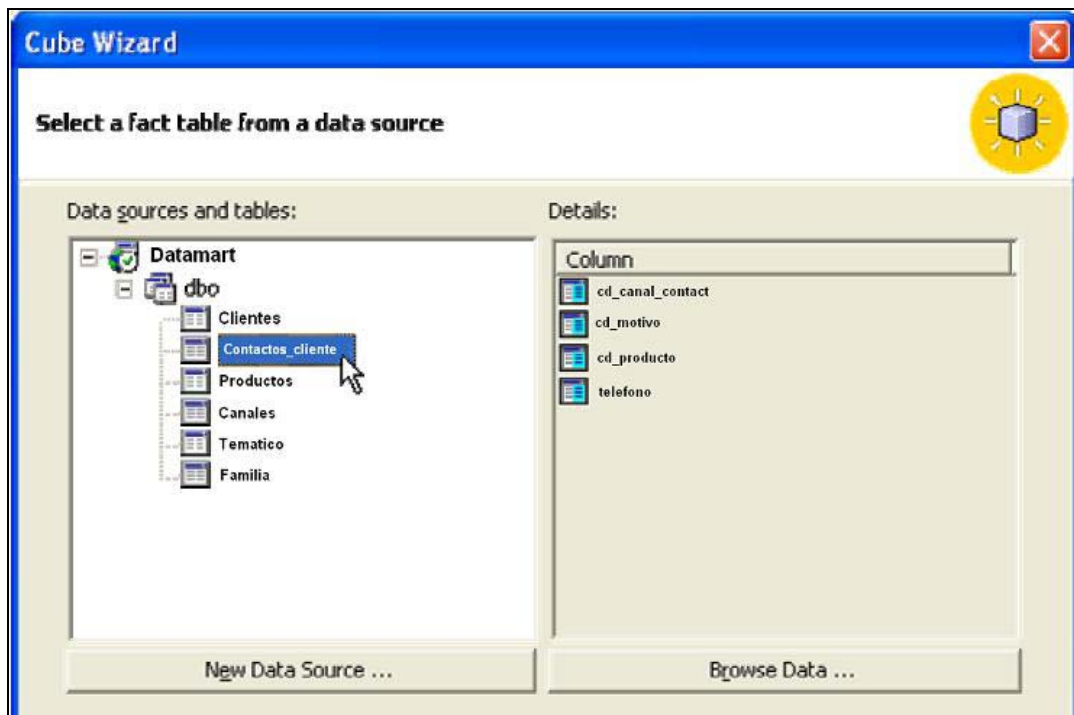 Cube Wizard
Select a fact table from a data source
Data sources and tables:
Details:
Datamart
dbo
Clientes
Contactos_cliente
Productos
Canales
Tematico
Familia
Column
cd_canal_contact
cd_motivo
cd_producto
telefono
New Data Source ...
Browse Data ...